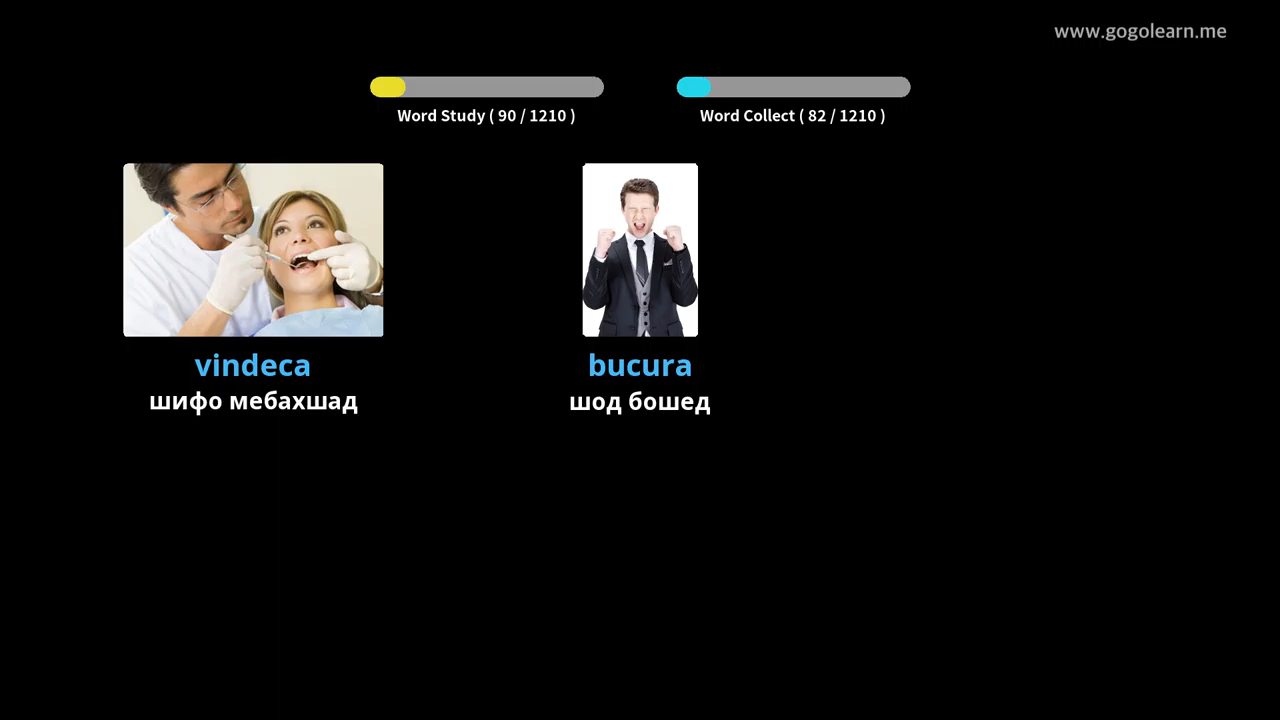 www.gogolearn.me
Word Study ( 90 / 1210 )
Word Collect ( 82 / 1210 )
vindeca
шифо мебахшад
bucura
шод бошед